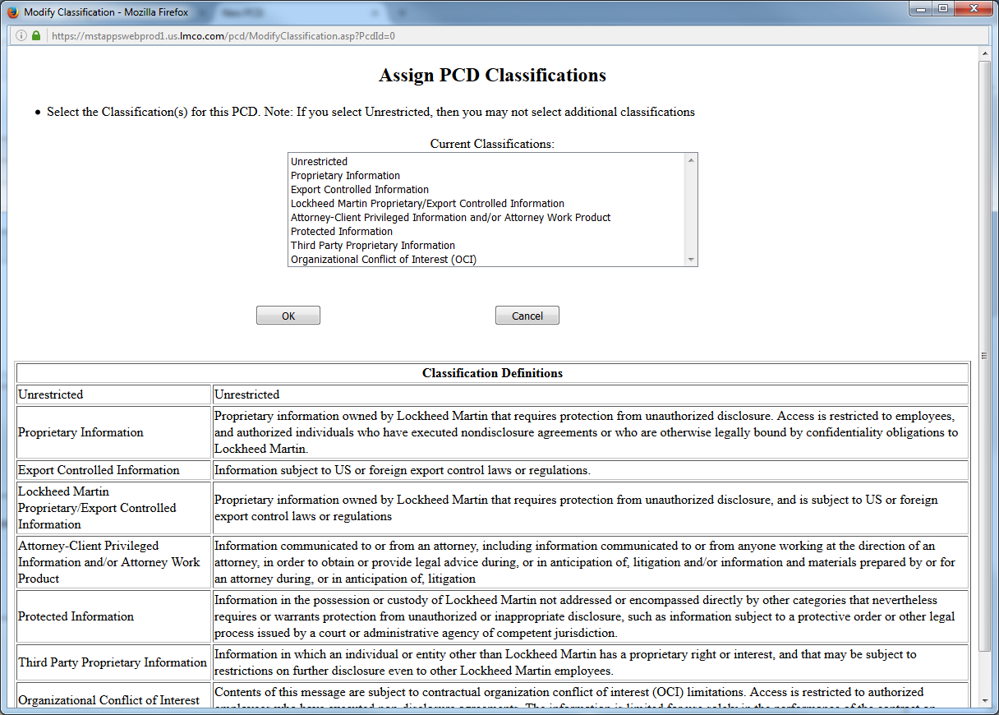 Modify Classification - Mozilla Firefox
https://mstappswebprod1.us.lmco.com/pcd/ModifyClassification.asp?PcdId=0
Assign PCD Classifications
• Select the Classification(s) for this PCD. Note: If you select Unrestricted, then you may not select additional classifications
Current Classifications:
Unrestricted
Proprietary Information
Export Controlled Information
Lockheed Martin Proprietary/Export Controlled Information
Attorney-Client Privileged Information and/or Attorney Work Product
Protected Information
Third Party Proprietary Information
Organizational Conflict of Interest (OCI)
OK
Cancel
Classification Definitions
Unrestricted
Unrestricted
Proprietary Information
Proprietary information owned by Lockheed Martin that requires protection from unauthorized disclosure. Access is restricted to employees,
and authorized individuals who have executed nondisclosure agreements or who are otherwise legally bound by confidentiality obligations to
Lockheed Martin.
Export Controlled Information
Information subject to US or foreign export control laws or regulations.
Lockheed Martin
Proprietary/Export Controlled
Information
Proprietary information owned by Lockheed Martin that requires protection from unauthorized disclosure, and is subject to US or foreign
export control laws or regulations
Attorney-Client Privileged
Information and/or Attorney Work
Product
Information communicated to or from an attorney, including information communicated to or from anyone working at the direction of an
attorney, in order to obtain or provide legal advice during, or in anticipation of, litigation and/or information and materials prepared by or for
an attorney during, or in anticipation of, litigation
Protected Information
Information in the possession or custody of Lockheed Martin not addressed or encompassed directly by other categories that nevertheless
requires or warrants protection from unauthorized or inappropriate disclosure, such as information subject to a protective order or other legal
process issued by a court or administrative agency of competent jurisdiction.
Third Party Proprietary Information
Information in which an individual or entity other than Lockheed Martin has a proprietary right or interest, and that may be subject to
restrictions on further disclosure even to other Lockheed Martin employees.
Organizational Conflict of Interest
Contents of this message are subject to contractual organization conflict of interest (OCI) limitations. Access is restricted to authorized